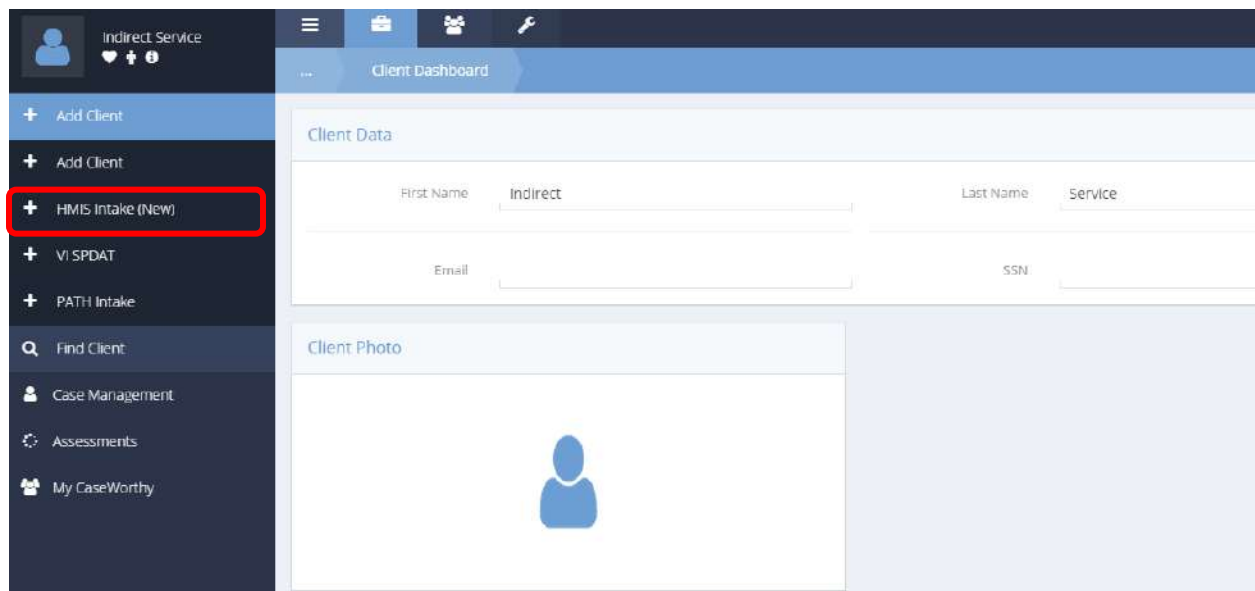 Indirect Service
... Client Dashboard
Add Client
Add Client
HMIS Intake (New)
VI SPDAT
PATH Intake
Find Client
Case Management
Assessments
My CaseWorthy
Client Data
First Name Indirect Last Name Service
Email SSN
Client Photo